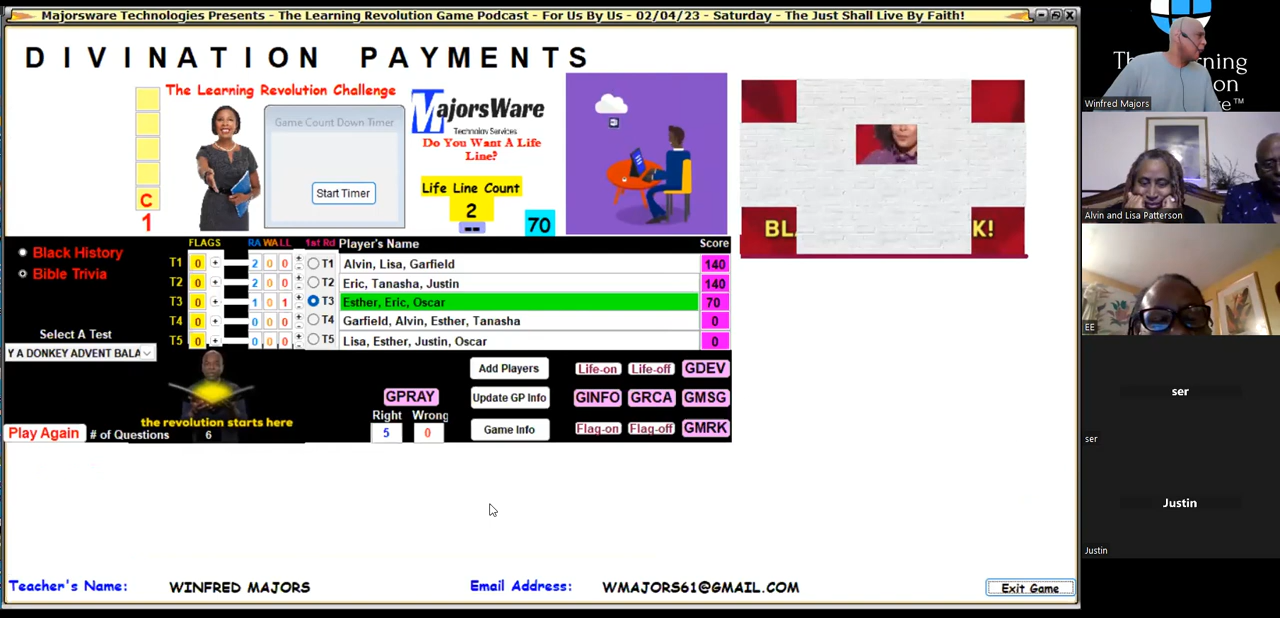 Majorsware Technologies Presents - The Learning Revolution Game Podcast - For Us By Us - 02/04/23 - Saturday - The Just Shall Live By Faith!
DIVINATION PAYMENTS
The Learning Revolution Challenge
Game Count Down Timer
Start Timer
C
1
MajorsWare
Technology Services
Do You Want A Life
Line?
Life Line Count
2
--
70
BL K!
Black History
Bible Trivia
Select A Test
Y A DONKEY ADVENT BALA
FLAGS RA WA LL 1st Rd Player's Name Score
T1 0 + 2 0 0 + - T1 Alvin, Lisa, Garfield 140
T2 0 + 2 0 0 + - T2 Eric, Tanasha, Justin 140
T3 0 + 1 0 1 + - T3 Esther, Eric, Oscar 70
T4 0 + 0 0 0 + - T4 Garfield, Alvin, Esther, Tanasha 0
T5 0 + 0 0 0 + - T5 Lisa, Esther, Justin, Oscar 0
the revolution starts here
Play Again # of Questions 6
GPRAY
Right Wrong
5 0
Add Players Life-on Life-off GDEV
Update GP Info GINFO GRCA GMSG
Game Info Flag-on Flag-off GMRK
Teacher's Name: WINFRED MAJORS Email Address: WMAJORS61@GMAIL.COM Exit Game
Winfred Majors
Alvin and Lisa Patterson
EE
ser
ser
Justin
Justin